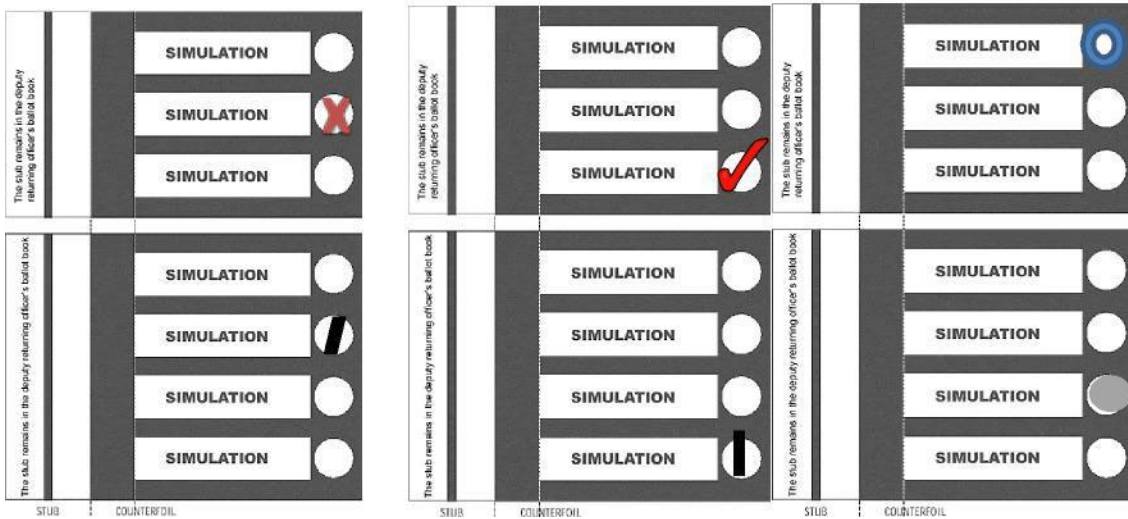 The stub remains in the deputy
returning officer's ballot book
SIMULATION
SIMULATION
SIMULATION
The stub remains in the deputy
returning officer's ballot book
SIMULATION
SIMULATION
SIMULATION
The stub remains in the deputy
returning officer's ballot book
SIMULATION
SIMULATION
SIMULATION
The stub remains in the deputy returning officer's ballot book
SIMULATION
SIMULATION
SIMULATION
SIMULATION
STUB
COUNTERFOIL
The stub remains in the deputy returning officer's ballot book
SIMULATION
SIMULATION
SIMULATION
SIMULATION
STUB
COUNTERFOIL
The stub remains in the deputy returning officer's ballot book
SIMULATION
SIMULATION
SIMULATION
SIMULATION
STUB
COUNTERFOIL